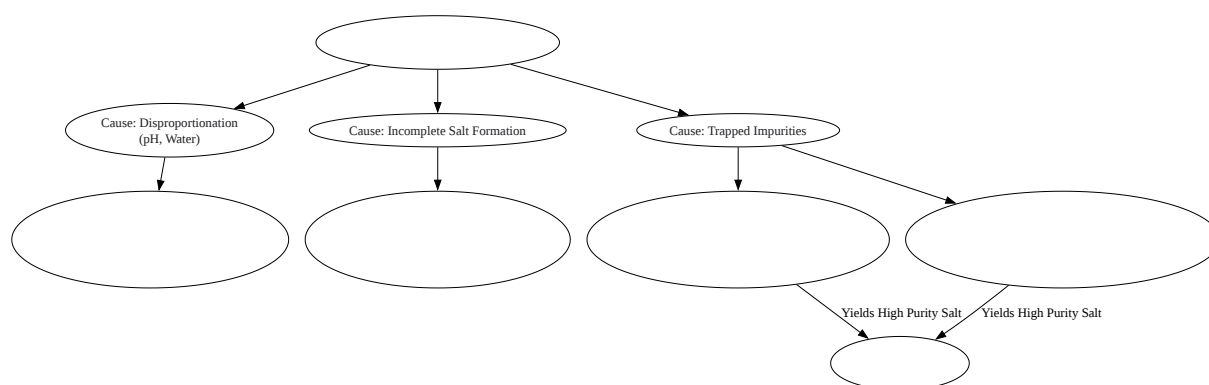 Cause: Disproportionation
(pH, Water)
Cause: Incomplete Salt Formation
Cause: Trapped Impurities
Yields High Purity Salt
Yields High Purity Salt